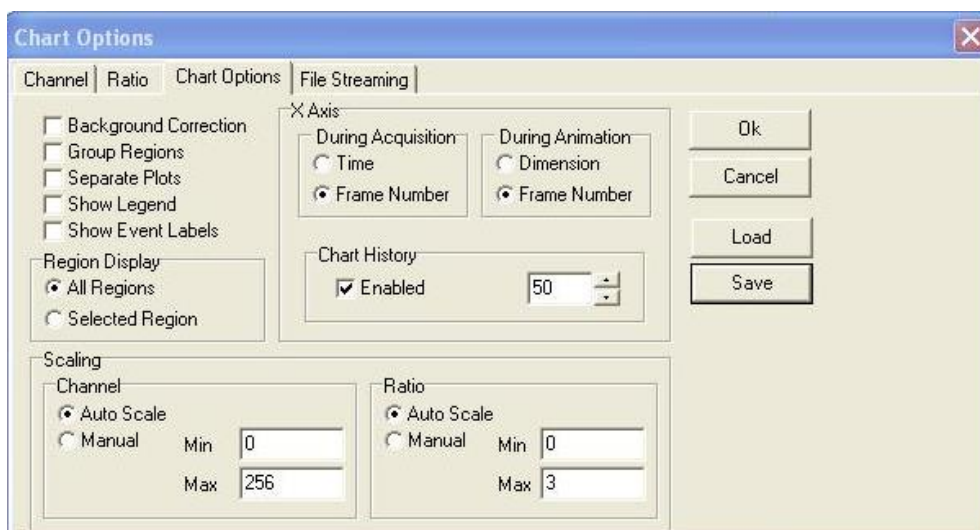 Chart Options
Channel
Ratio
Chart Options
File Streaming
Background Correction
Group Regions
Separate Plots
Show Legend
Show Event Labels
Region Display
All Regions
Selected Region
X Axis
During Acquisition
Time
Frame Number
During Animation
Dimension
Frame Number
Chart History
Enabled
50
Ok
Cancel
Load
Save
Scaling
Channel
Auto Scale
Manual
Min 0
Max 256
Ratio
Auto Scale
Manual
Min 0
Max 3